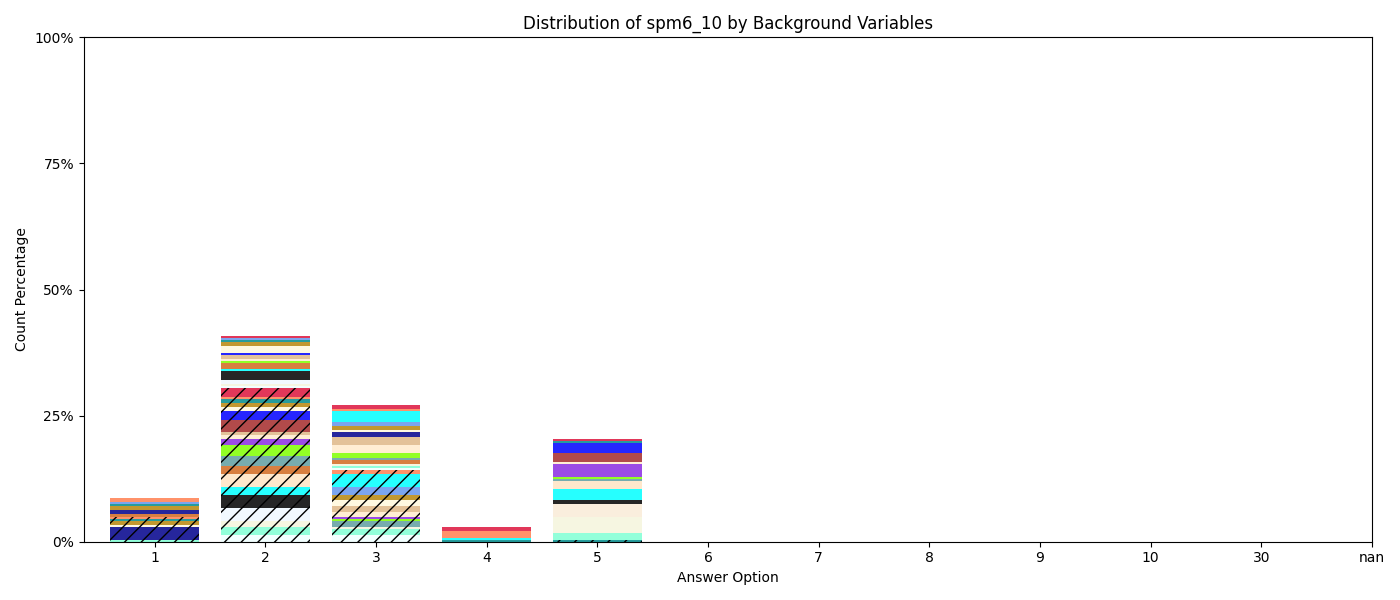 Distribution of spm6_10 by Background Variables
100%
75%
50%
25%
0%
Count Percentage
1 2 3 4 5 6 7 8 9 10 30 nan
Answer Option